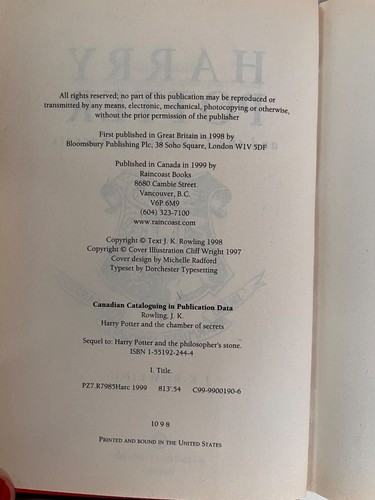 HARRY
All rights reserved; no part of this publication may be reproduced or
transmitted by any means, electronic, mechanical, photocopying or otherwise,
without the prior permission of the publisher
First published in Great Britain in 1998 by
Bloomsbury Publishing Plc, 38 Soho Square, London W1V 5DF
Published in Canada in 1999 by
Raincoast Books
8680 Cambie Street
Vancouver, B.C.
V6P 6M9
(604) 323-7100
www.raincoast.com
Copyright © Text J. K. Rowling 1998
Copyright © Cover Illustration Cliff Wright 1997
Cover design by Michelle Radford
Typeset by Dorchester Typesetting
Canadian Cataloguing in Publication Data
Rowling, J. K.
Harry Potter and the chamber of secrets
Sequel to: Harry Potter and the philosopher's stone.
ISBN 1-55192-244-4
I. Title.
PZ7.R7985Harc 1999 813'.54 C99-9900190-6
10 9 8
Printed and bound in the United States